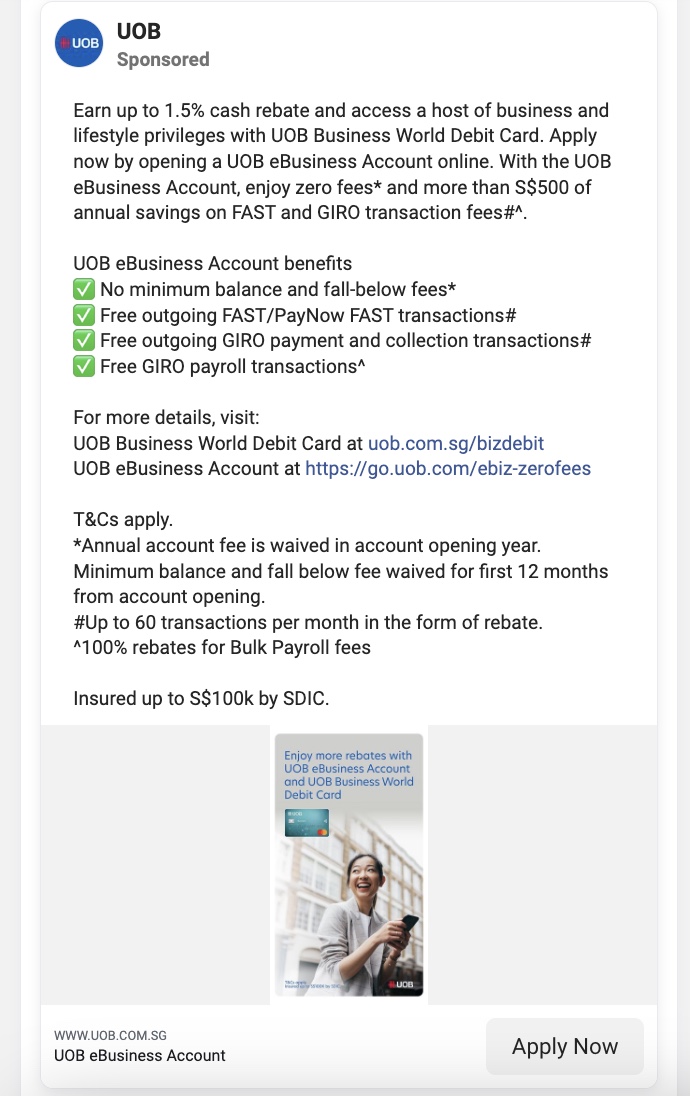 UOB
UOB
Sponsored
Earn up to 1.5% cash rebate and access a host of business and
lifestyle privileges with UOB Business World Debit Card. Apply
now by opening a UOB eBusiness Account online. With the UOB
eBusiness Account, enjoy zero fees* and more than S$500 of
annual savings on FAST and GIRO transaction fees#^.
UOB eBusiness Account benefits
✅ No minimum balance and fall-below fees*
✅ Free outgoing FAST/PayNow FAST transactions#
✅ Free outgoing GIRO payment and collection transactions#
✅ Free GIRO payroll transactions^
For more details, visit:
UOB Business World Debit Card at uob.com.sg/bizdebit
UOB eBusiness Account at https://go.uob.com/ebiz-zerofees
T&Cs apply.
*Annual account fee is waived in account opening year.
Minimum balance and fall below fee waived for first 12 months
from account opening.
#Up to 60 transactions per month in the form of rebate.
^100% rebates for Bulk Payroll fees
Insured up to S$100k by SDIC.
Enjoy more rebates with
UOB eBusiness Account
and UOB Business World
Debit Card
UOB
WWW.UOB.COM.SG
UOB eBusiness Account
Apply Now